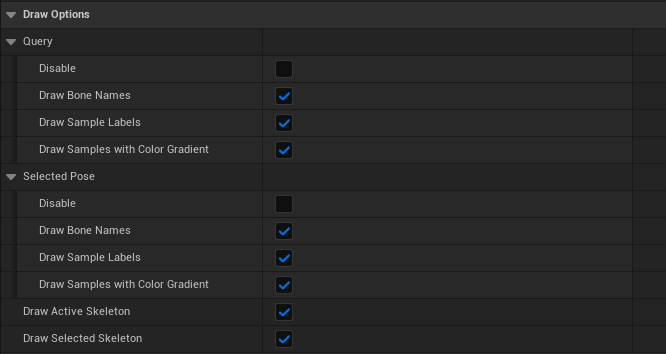 Draw Options
Query
Disable
Draw Bone Names
Draw Sample Labels
Draw Samples with Color Gradient
Selected Pose
Disable
Draw Bone Names
Draw Sample Labels
Draw Samples with Color Gradient
Draw Active Skeleton
Draw Selected Skeleton